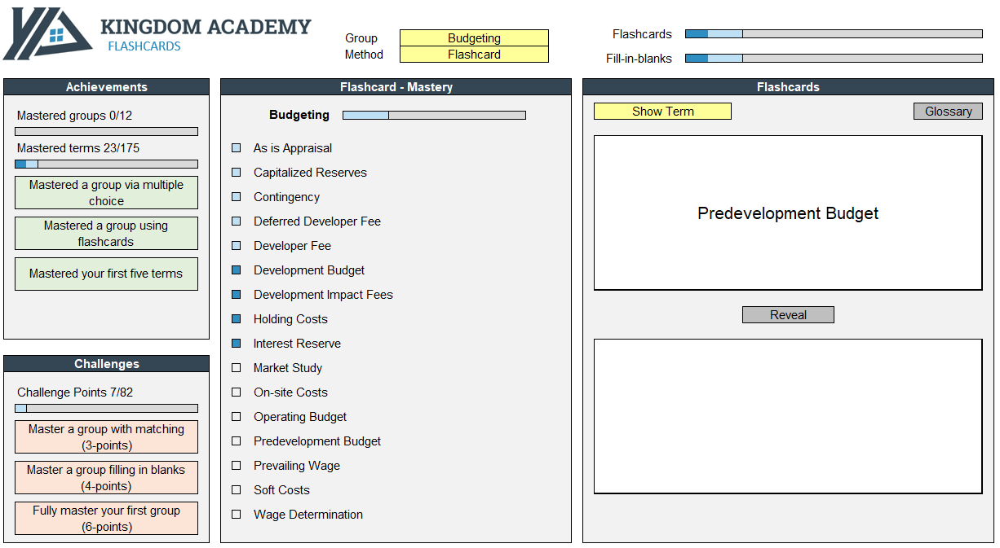 KINGDOM ACADEMY
FLASHCARDS
Group
Budgeting
Method
Flashcard
Flashcards
Fill-in-blanks
Achievements
Mastered groups 0/12
Mastered terms 23/175
Mastered a group via multiple
choice
Mastered a group using
flashcards
Mastered your first five terms
Challenges
Challenge Points 7/82
Master a group with matching
(3-points)
Master a group filling in blanks
(4-points)
Fully master your first group
(6-points)
Flashcard - Mastery
Budgeting
As is Appraisal
Capitalized Reserves
Contingency
Deferred Developer Fee
Developer Fee
Development Budget
Development Impact Fees
Holding Costs
Interest Reserve
Market Study
On-site Costs
Operating Budget
Predevelopment Budget
Prevailing Wage
Soft Costs
Wage Determination
Flashcards
Show Term
Glossary
Predevelopment Budget
Reveal